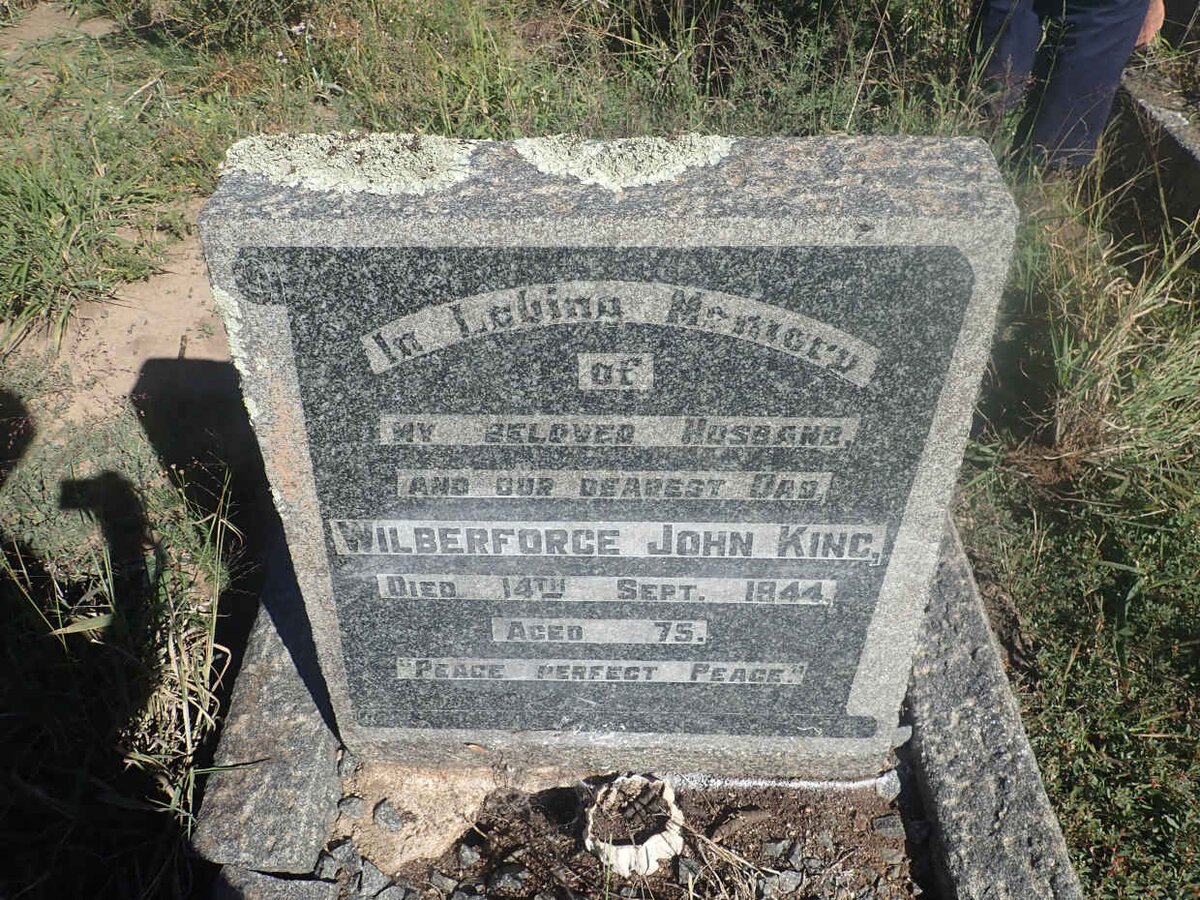 In Loving Memory
of
MY BELOVED HUSBAND,
AND OUR DEAREST DAD,
WILBERFORCE JOHN KING,
DIED 14TH SEPT. 1944,
AGED 75.
"PEACE PERFECT PEACE."